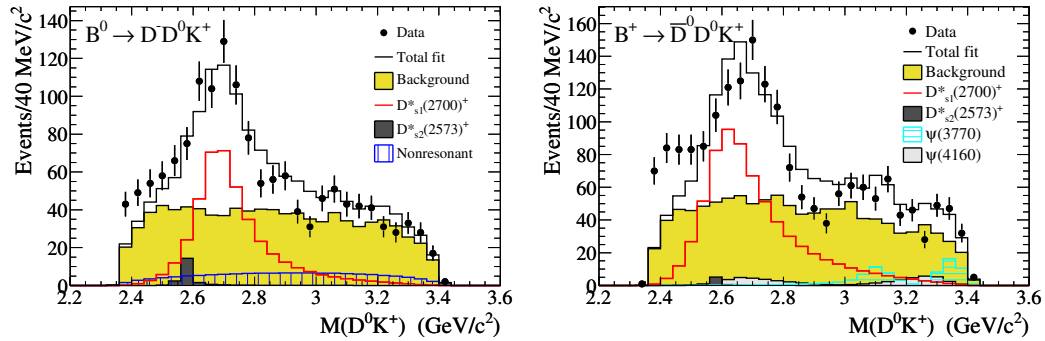 Events/40 MeV/c²
140
120
100
80
60
40
20
0
B⁰ → D⁻D⁰K⁺
Data
Total fit
Background
D*ₛ₁(2700)⁺
D*ₛ₂(2573)⁺
Nonresonant
2.2 2.4 2.6 2.8 3 3.2 3.4 3.6
M(D⁰K⁺) (GeV/c²)
Events/40 MeV/c²
160
140
120
100
80
60
40
20
0
B⁺ → D̅⁰D⁰K⁺
Data
Total fit
Background
D*ₛ₁(2700)⁺
D*ₛ₂(2573)⁺
ψ(3770)
ψ(4160)
2.2 2.4 2.6 2.8 3 3.2 3.4 3.6
M(D⁰K⁺) (GeV/c²)